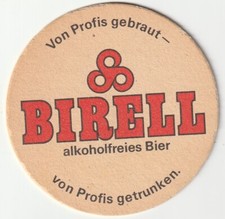 Von Profis gebraut –
BIRELL
alkoholfreies Bier
von Profis getrunken.